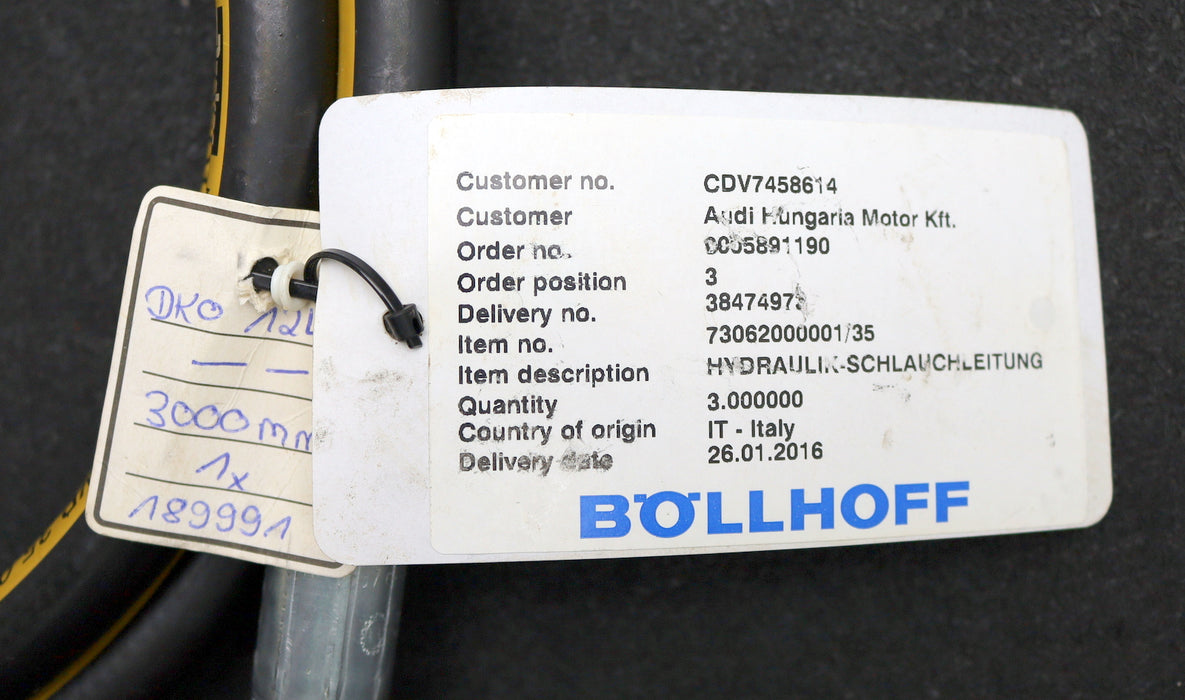 DKO 12L
— —
3000mm
1x
189991
Customer no. CDV7458614
Customer Audi Hungaria Motor Kft.
Order no. 0005891190
Order position 3
Delivery no.
Item no. 73062000001/35
Item description HYDRAULIK-SCHLAUCHLEITUNG
Quantity 3.000000
Country of origin IT - Italy
Delivery date 26.01.2016
BÖLLHOFF